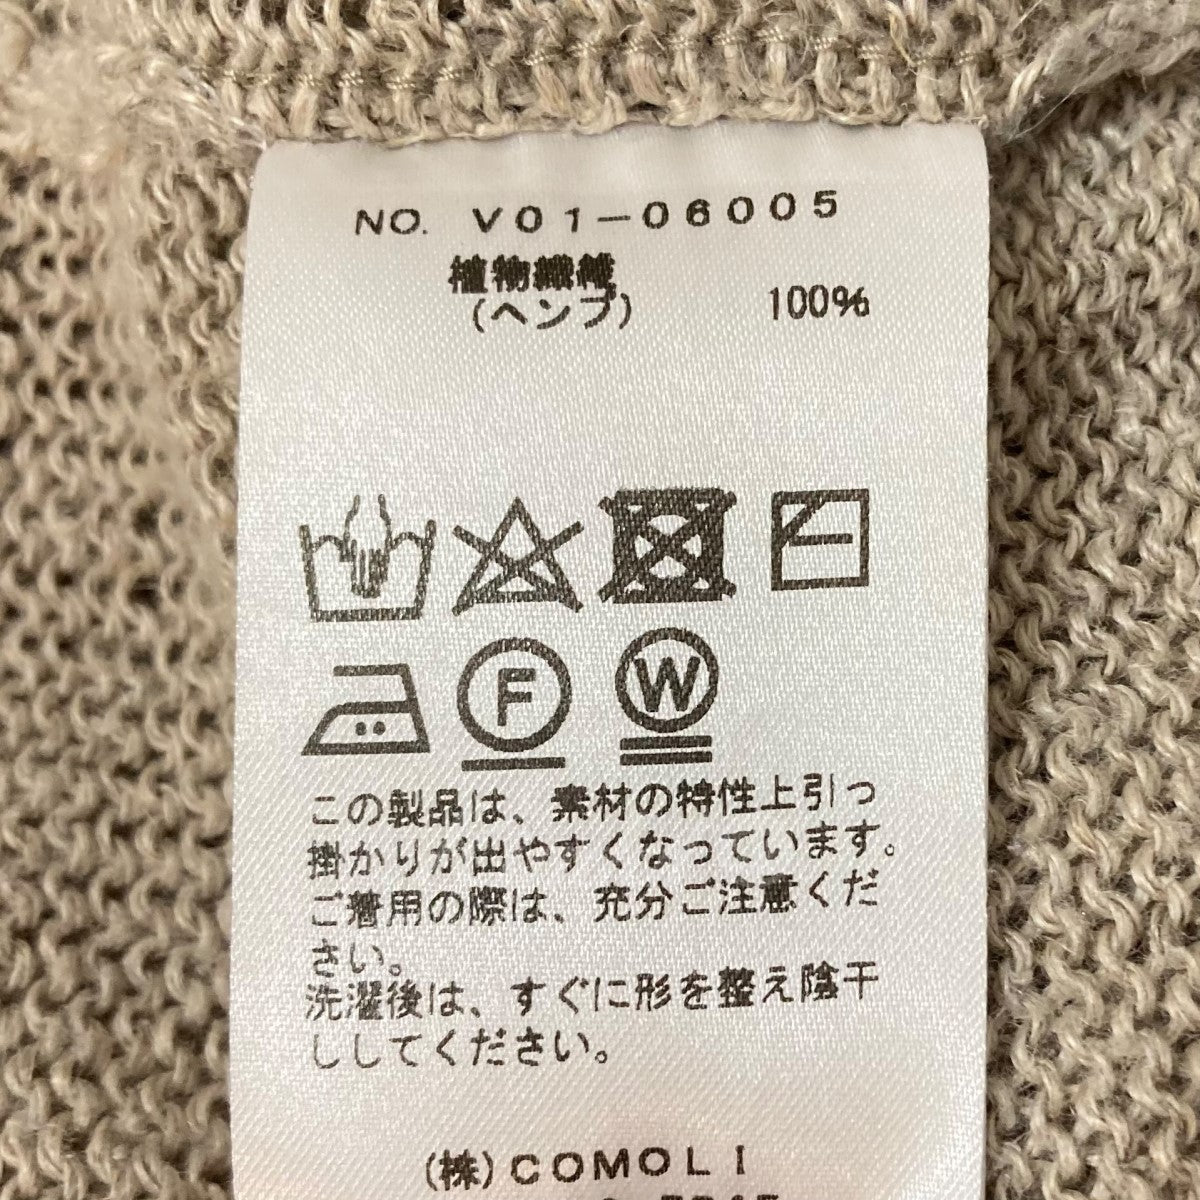 NO. V01-06005
植物繊維
(ヘンプ) 100%
F W
この製品は、素材の特性上引っ
掛かりが出やすくなっています。
ご着用の際は、充分ご注意くだ
さい。
洗濯後は、すぐに形を整え陰干
ししてください。
(株)COMOLI